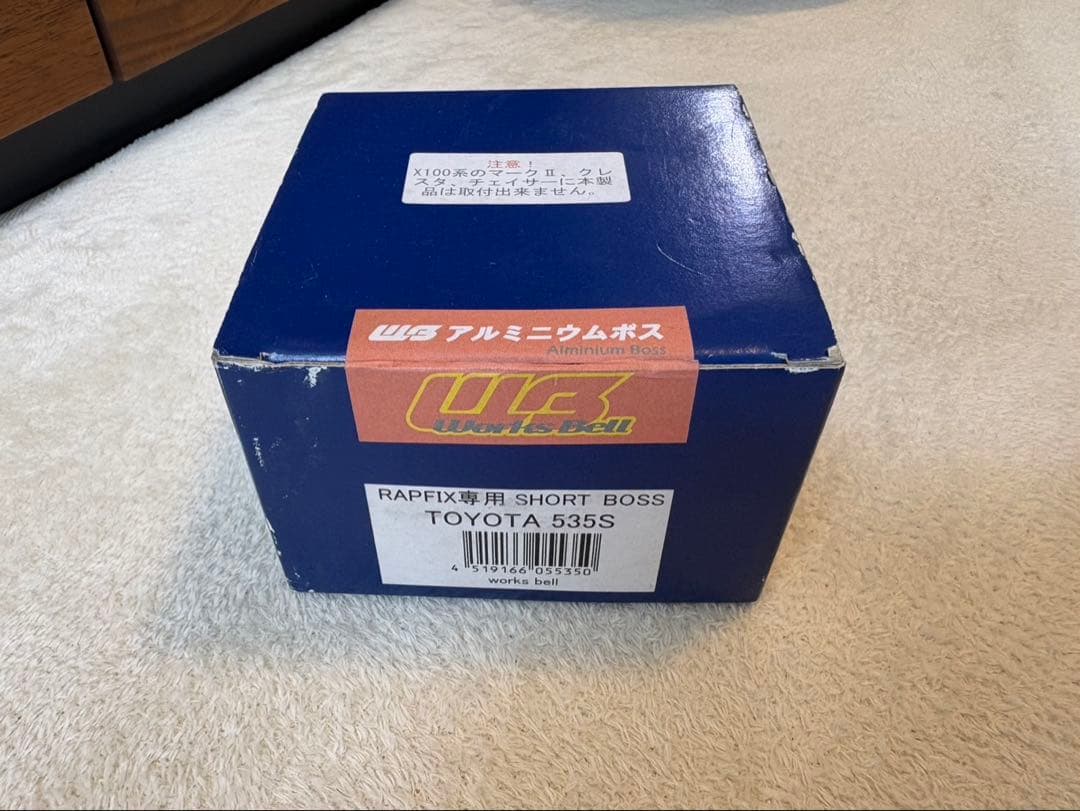 注意！
X100系のマークⅡ、クレ
スタ、チェイサーに本製
品は取付出来ません。
WB アルミニウムボス
Alminium Boss
WB
Works Bell
RAPFIX専用 SHORT BOSS
TOYOTA 535S
4 519166 055350
works bell